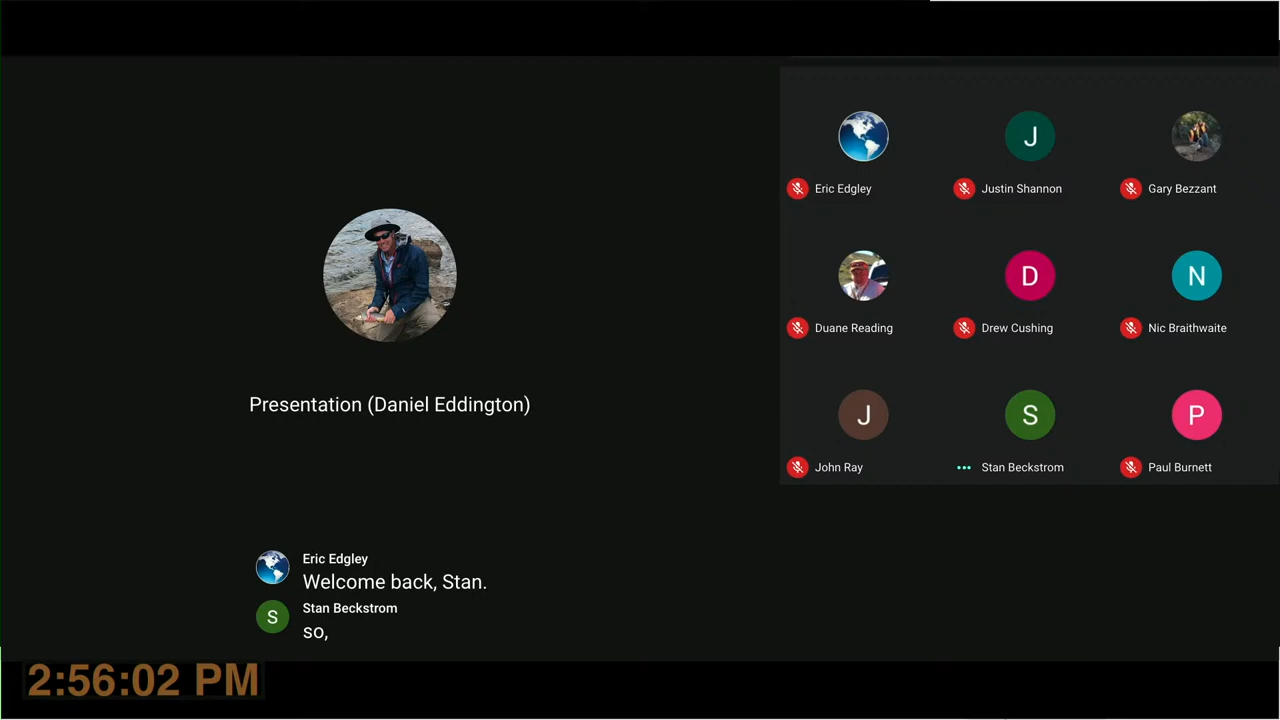 J
Eric Edgley
Justin Shannon
Gary Bezzant
D
N
Duane Reading
Drew Cushing
Nic Braithwaite
J
S
P
John Ray
Stan Beckstrom
Paul Burnett
Presentation (Daniel Eddington)
Eric Edgley
Welcome back, Stan.
S
Stan Beckstrom
so,
2:56:02 PM